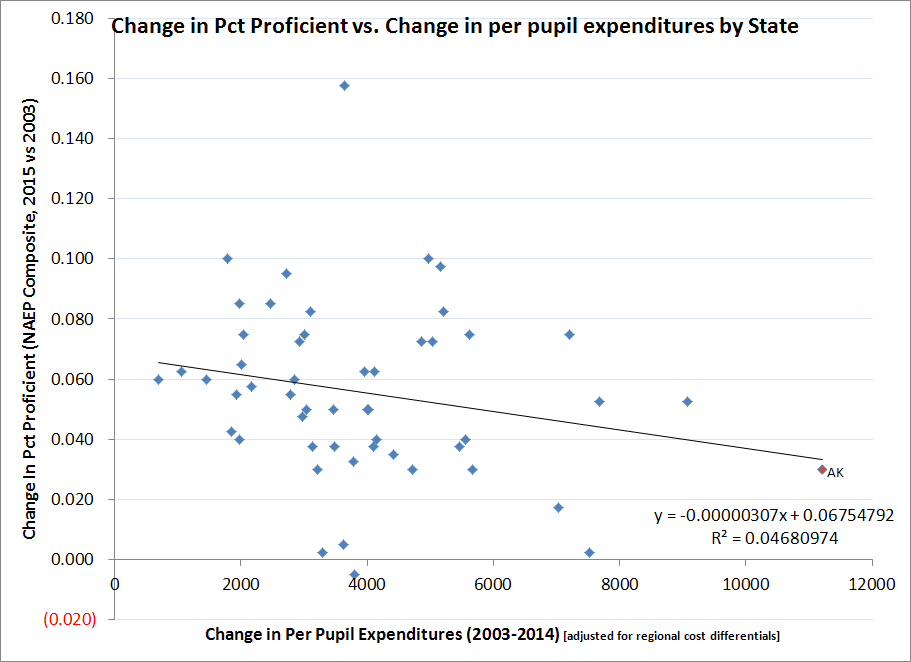 Change in Pct Proficient vs. Change in per pupil expenditures by State
Change In Pct Proficient (NAEP Composite, 2015 vs 2003)
0.180
0.160
0.140
0.120
0.100
0.080
0.060
0.040
0.020
0.000
(0.020)
AK
y = -0.00000307x + 0.06754792
R² = 0.04680974
0 2000 4000 6000 8000 10000 12000
Change in Per Pupil Expenditures (2003-2014) [adjusted for regional cost differentials]